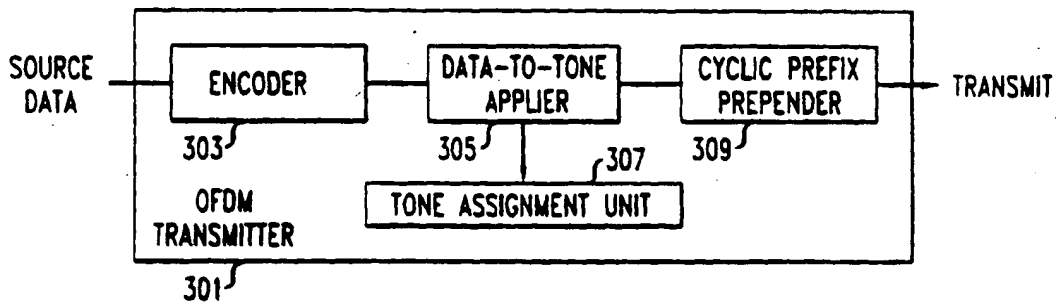 SOURCE
DATA
ENCODER
303
DATA-TO-TONE
APPLIER
305
CYCLIC PREFIX
PREPENDER
309
TRANSMIT
307
TONE ASSIGNMENT UNIT
OFDM
TRANSMITTER
301